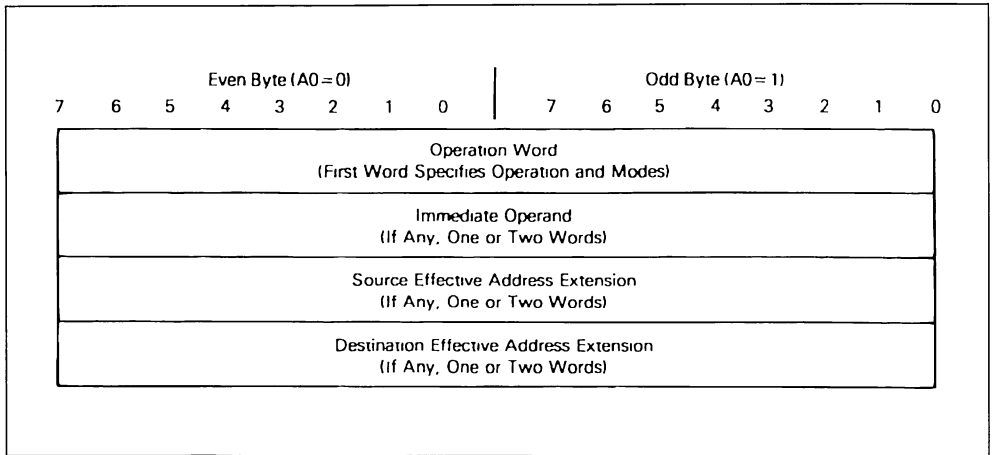 Even Byte (A0=0) Odd Byte (A0=1)
7 6 5 4 3 2 1 0 7 6 5 4 3 2 1 0
Operation Word
(First Word Specifies Operation and Modes)
Immediate Operand
(If Any, One or Two Words)
Source Effective Address Extension
(If Any, One or Two Words)
Destination Effective Address Extension
(If Any, One or Two Words)